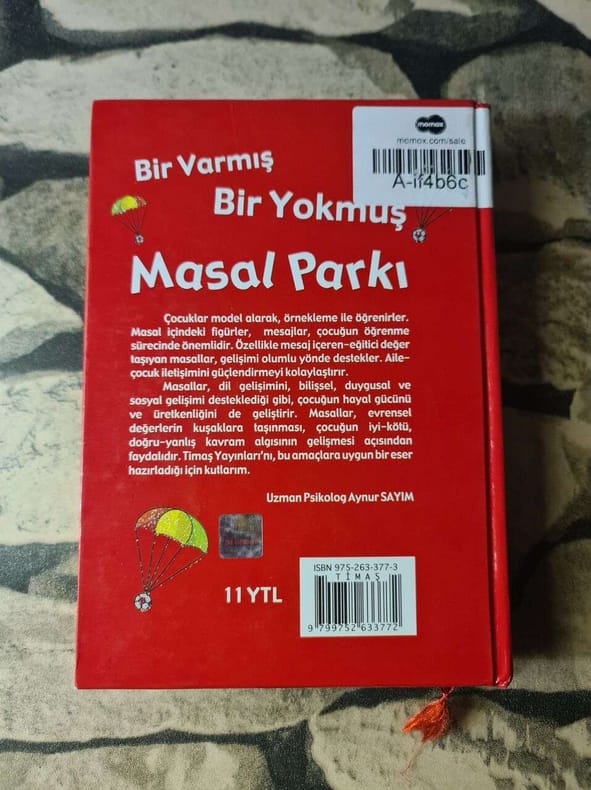 momox
momox.com/sale
A-if4b6c
Bir Varmış
Bir Yokmuş
Masal Parkı
Çocuklar model alarak, örnekleme ile öğrenirler.
Masal içindeki figürler, mesajlar, çocuğun öğrenme
sürecinde önemlidir. Özellikle mesaj içeren-eğitici değer
taşıyan masallar, gelişimi olumlu yönde destekler. Aile-
çocuk iletişimini güçlendirmeyi kolaylaştırır.
Masallar, dil gelişimini, bilişsel, duygusal ve
sosyal gelişimi desteklediği gibi, çocuğun hayal gücünü
ve üretkenliğini de geliştirir. Masallar, evrensel
değerlerin kuşaklara taşınması, çocuğun iyi-kötü,
doğru-yanlış kavram algısının gelişmesi açısından
faydalıdır. Timaş Yayınları'nı, bu amaçlara uygun bir eser
hazırladığı için kutlarım.
Uzman Psikolog Aynur SAYIM
11 YTL
ISBN 975-263-377-3
TİMAŞ
9 799752 633772